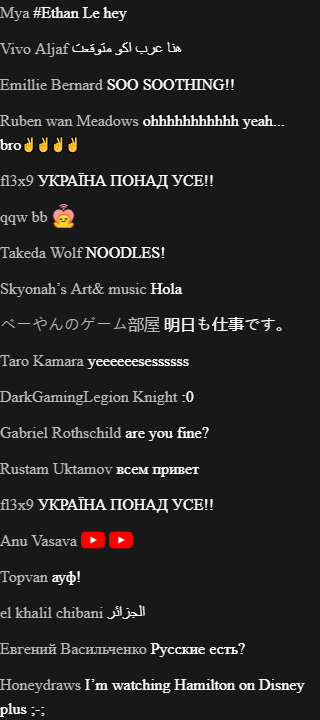 Mya #Ethan Le hey
Vivo Aljaf هنا عرب اكو متوقعت
Emillie Bernard SOO SOOTHING!!
Ruben wan Meadows ohhhhhhhhhhh yeah...
bro✌✌✌✌
fl3x9 УКРАЇНА ПОНАД УСЕ!!
qqw bb
Takeda Wolf NOODLES!
Skyonah’s Art& music Hola
べーやんのゲーム部屋 明日も仕事です。
Taro Kamara yeeeeeesessssss
DarkGamingLegion Knight :0
Gabriel Rothschild are you fine?
Rustam Uktamov всем привет
fl3x9 УКРАЇНА ПОНАД УСЕ!!
Anu Vasava
Topvan ауф!
el khalil chibani الجزائر
Евгений Васильченко Русские есть?
Honeydraws I’m watching Hamilton on Disney
plus ;-;